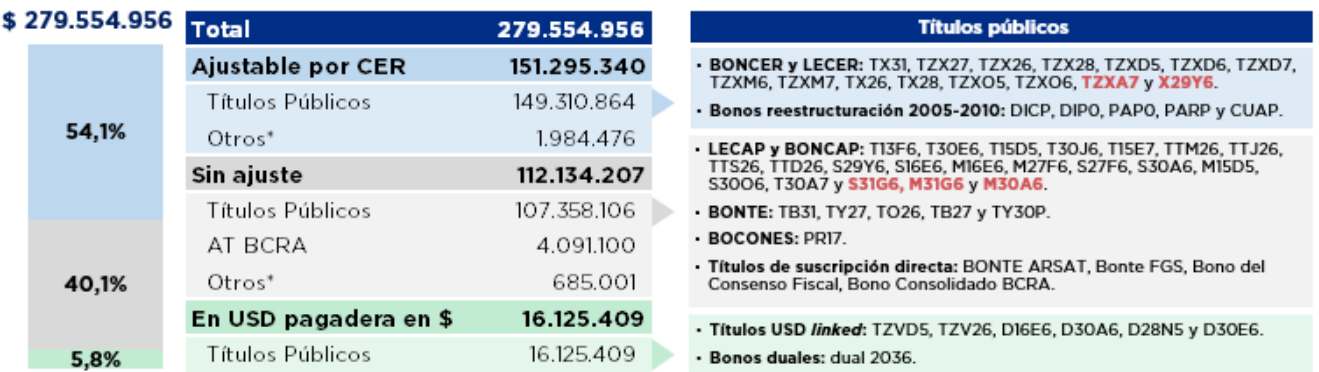 $ 279.554.956
54,1%
40,1%
5,8%
Total 279.554.956
Ajustable por CER 151.295.340
Títulos Públicos 149.310.864
Otros* 1.984.476
Sin ajuste 112.134.207
Títulos Públicos 107.358.106
AT BCRA 4.091.100
Otros* 685.001
En USD pagadera en $ 16.125.409
Títulos Públicos 16.125.409
Títulos públicos
• BONCER y LECER: TX31, TZX27, TZX26, TZX28, TZXD5, TZXD6, TZXD7,
TZXM6, TZXM7, TX26, TX28, TZXO5, TZXO6, TZXA7 y X29Y6.
• Bonos reestructuración 2005-2010: DICP, DIP0, PAP0, PARP y CUAP.
• LECAP y BONCAP: T13F6, T30E6, T15D5, T30J6, T15E7, TTM26, TTJ26,
TTS26, TTD26, S29Y6, S16E6, M16E6, M27F6, S27F6, S30A6, M15D5,
S30O6, T30A7 y S31G6, M31G6 y M30A6.
• BONTE: TB31, TY27, TO26, TB27 y TY30P.
• BOCONES: PR17.
• Títulos de suscripción directa: BONTE ARSAT, Bonte FGS, Bono del
Consenso Fiscal, Bono Consolidado BCRA.
• Títulos USD linked: TZVD5, TZV26, D16E6, D30A6, D28N5 y D30E6.
• Bonos duales: dual 2036.